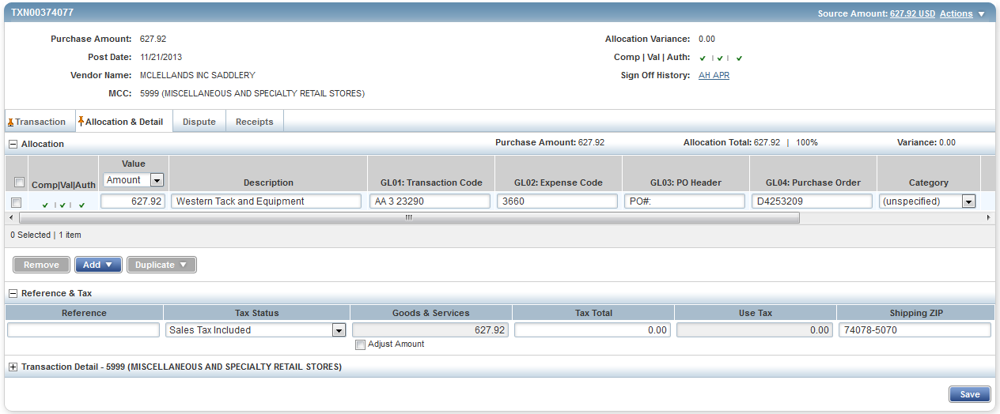 TXN00374077 Source Amount: 627.92 USD Actions
Purchase Amount: 627.92 Allocation Variance: 0.00
Post Date: 11/21/2013 Comp | Val | Auth:
Vendor Name: MCLELLANDS INC SADDLERY Sign Off History: AH APR
MCC: 5999 (MISCELLANEOUS AND SPECIALTY RETAIL STORES)
Transaction Allocation & Detail Dispute Receipts
Allocation Purchase Amount: 627.92 Allocation Total: 627.92 | 100% Variance: 0.00
Value
Comp|Val|Auth Amount Description GL01: Transaction Code GL02: Expense Code GL03: PO Header GL04: Purchase Order Category
627.92 Western Tack and Equipment AA 3 23290 3660 PO#: D4253209 (unspecified)
0 Selected | 1 item
Remove Add Duplicate
Reference & Tax
Reference Tax Status Goods & Services Tax Total Use Tax Shipping ZIP
Sales Tax Included 627.92 0.00 0.00 74078-5070
Adjust Amount
Transaction Detail - 5999 (MISCELLANEOUS AND SPECIALTY RETAIL STORES)
Save